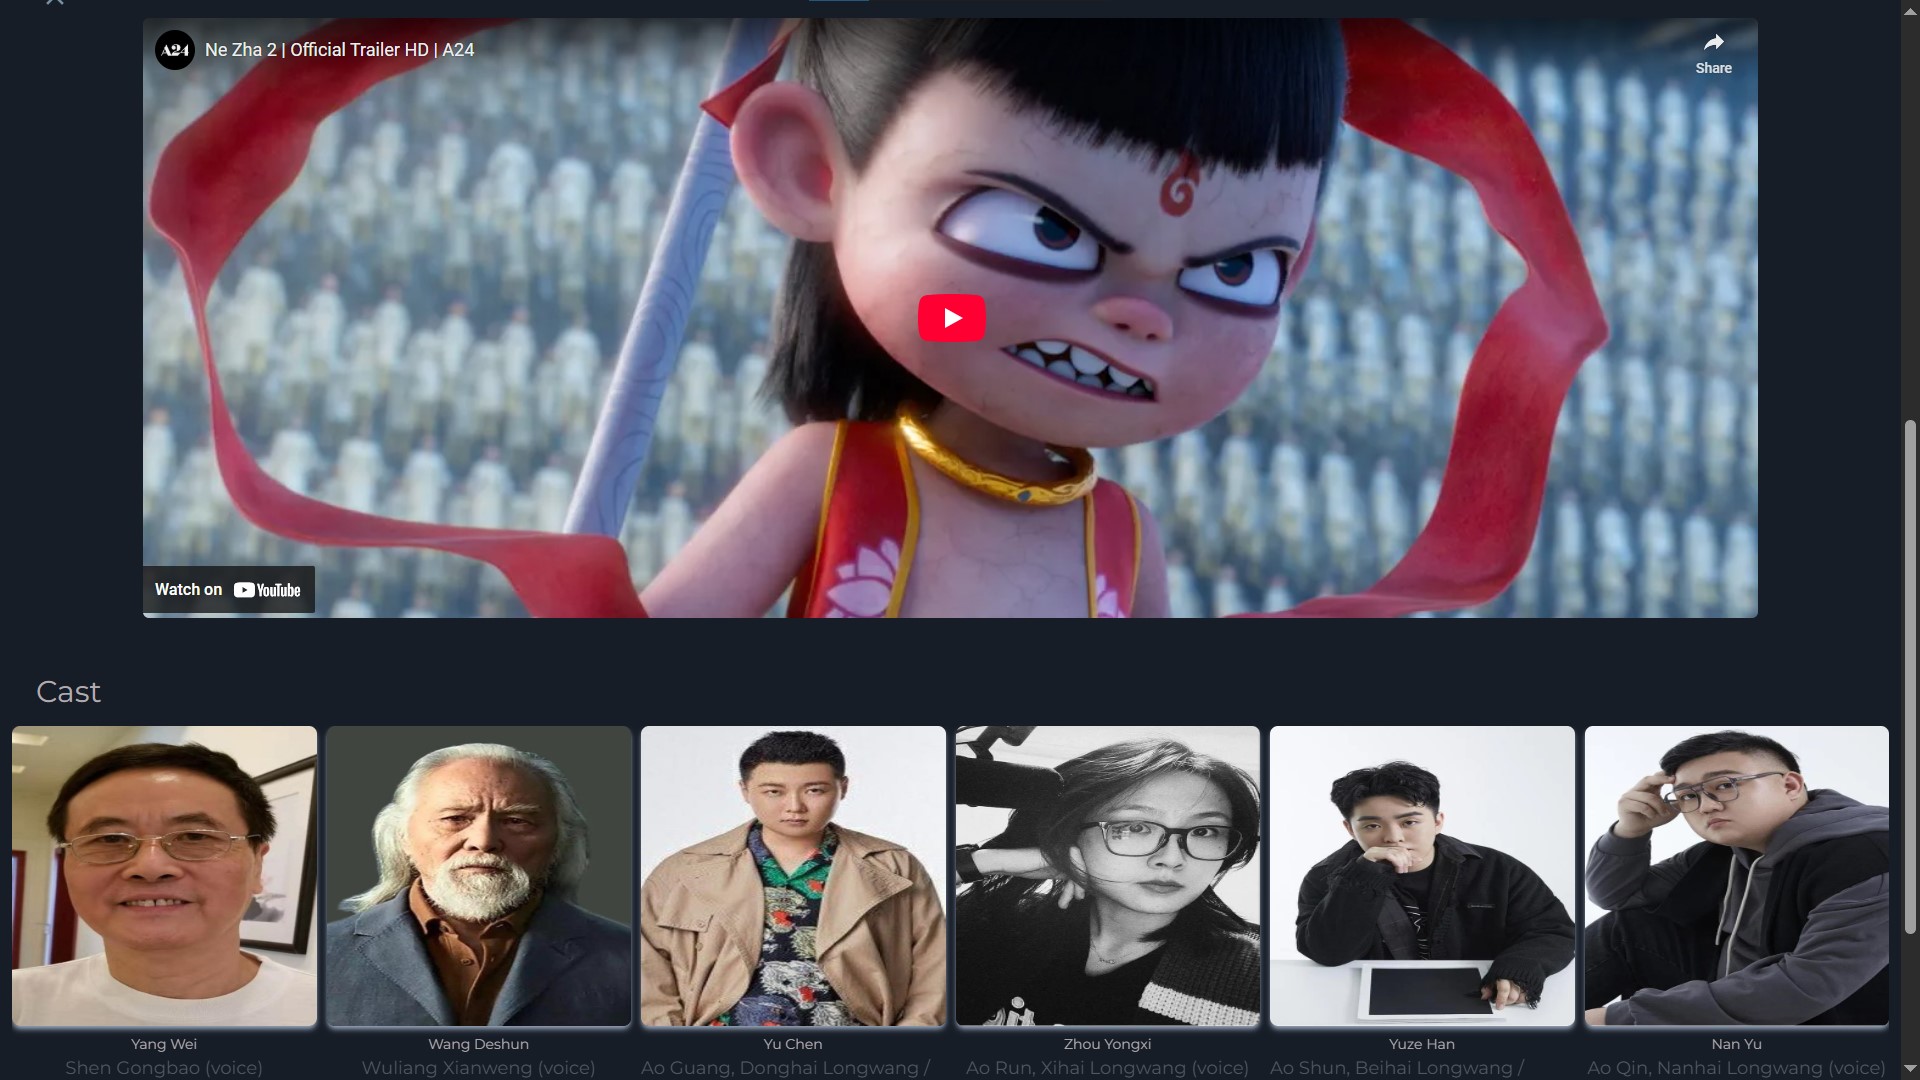 A24
Ne Zha 2 | Official Trailer HD | A24
Share
Watch on YouTube
Cast
Yang Wei
Wang Deshun
Yu Chen
Zhou Yongxi
Yuze Han
Nan Yu
Shen Gongbao (voice)
Wuliang Xianweng (voice)
Ao Guang, Donghai Longwang /
Ao Run, Xihai Longwang (voice)
Ao Shun, Beihai Longwang /
Ao Qin, Nanhai Longwang (voice)